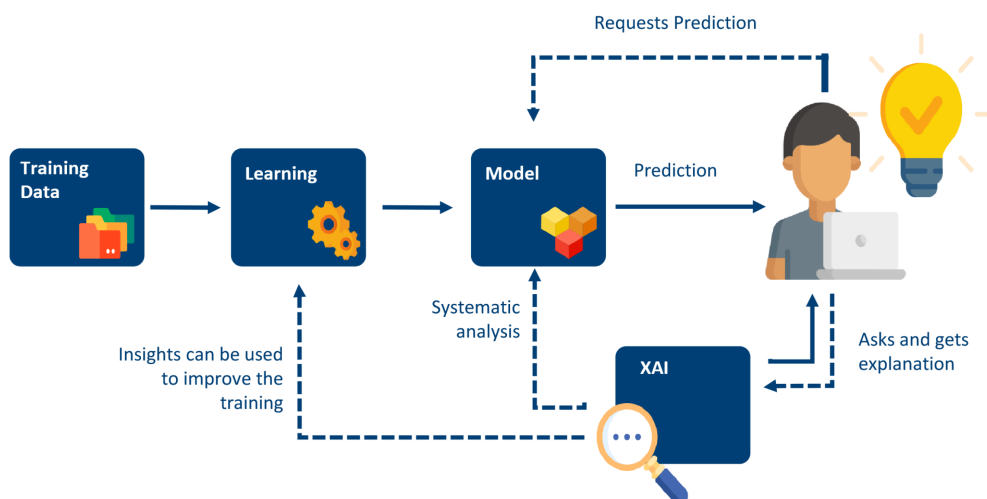 Requests Prediction
Training
Data
Learning
Model
Prediction
Systematic
analysis
Insights can be used
to improve the
training
XAI
Asks and gets
explanation